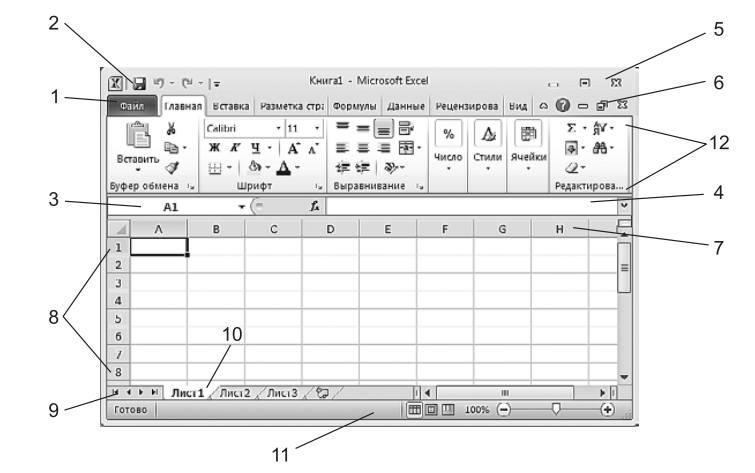 2
Книга1 - Microsoft Excel
5
1
Файл Главная Вставка Разметка стра Формулы Данные Рецензирова Вид
6
Calibri 11
Ж К Ч А А
Σ
12
Вставить
%
Число Стили Ячейки
Буфер обмена Шрифт Выравнивание Редактирова...
3
A1 fx
4
A B C D E F G H
7
1
2
3
4
5
6
7
8
8
10
9
Лист1 Лист2 Лист3
Готово 100%
11